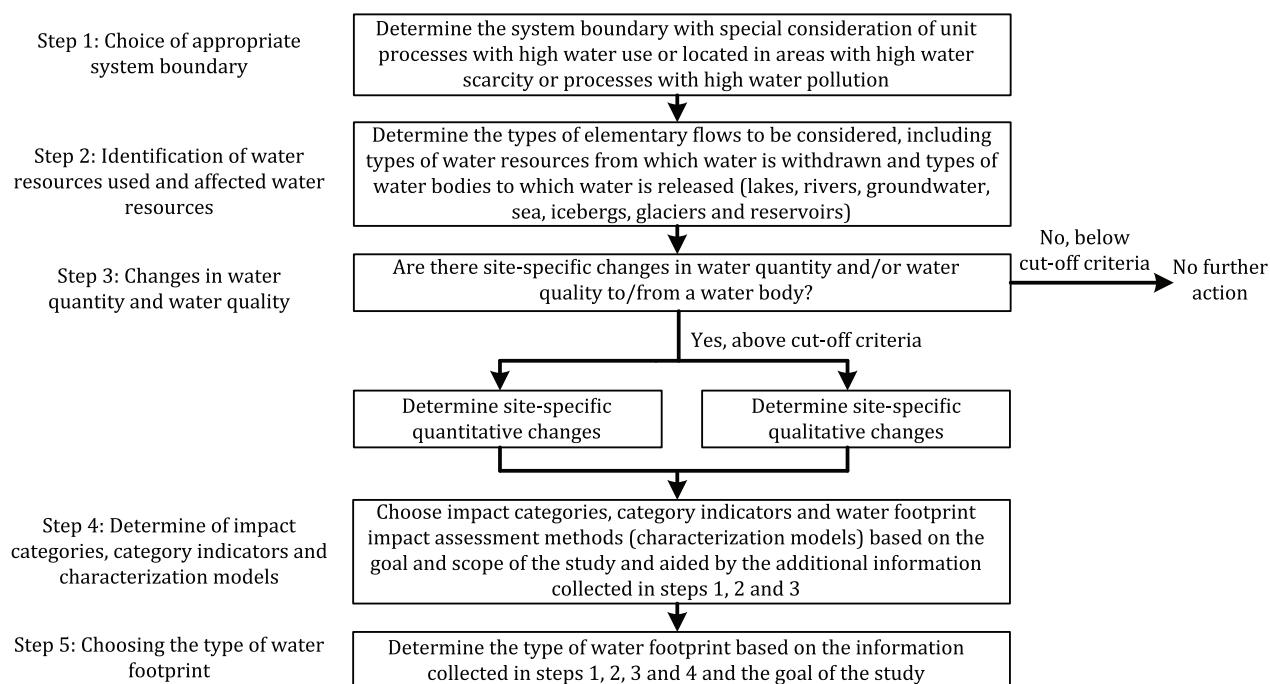 Step 1: Choice of appropriate
system boundary
Determine the system boundary with special consideration of unit
processes with high water use or located in areas with high water
scarcity or processes with high water pollution
Step 2: Identification of water
resources used and affected water
resources
Determine the types of elementary flows to be considered, including
types of water resources from which water is withdrawn and types of
water bodies to which water is released (lakes, rivers, groundwater,
sea, icebergs, glaciers and reservoirs)
Step 3: Changes in water
quantity and water quality
Are there site-specific changes in water quantity and/or water
quality to/from a water body?
No, below
cut-off criteria
No further
action
Yes, above cut-off criteria
Determine site-specific
quantitative changes
Determine site-specific
qualitative changes
Step 4: Determine of impact
categories, category indicators and
characterization models
Choose impact categories, category indicators and water footprint
impact assessment methods (characterization models) based on the
goal and scope of the study and aided by the additional information
collected in steps 1, 2 and 3
Step 5: Choosing the type of water
footprint
Determine the type of water footprint based on the information
collected in steps 1, 2, 3 and 4 and the goal of the study